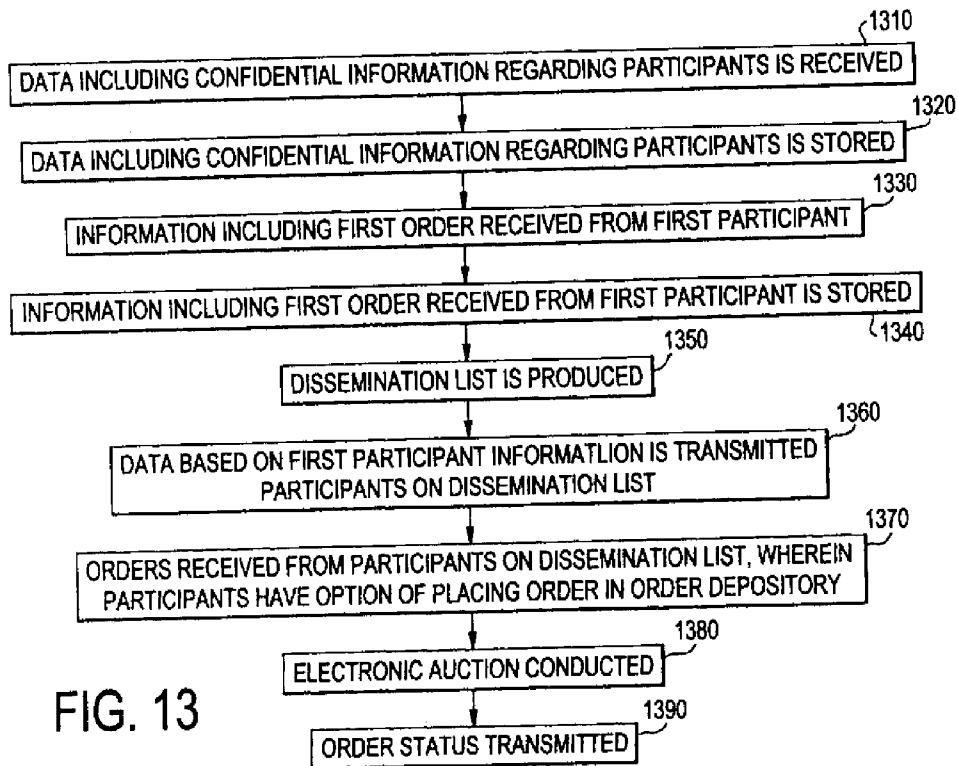 1310
DATA INCLUDING CONFIDENTIAL INFORMATION REGARDING PARTICIPANTS IS RECEIVED
1320
DATA INCLUDING CONFIDENTIAL INFORMATION REGARDING PARTICIPANTS IS STORED
1330
INFORMATION INCLUDING FIRST ORDER RECEIVED FROM FIRST PARTICIPANT
INFORMATION INCLUDING FIRST ORDER RECEIVED FROM FIRST PARTICIPANT IS STORED
1340
1350
DISSEMINATION LIST IS PRODUCED
1360
DATA BASED ON FIRST PARTICIPANT INFORMATLION IS TRANSMITTED
PARTICIPANTS ON DISSEMINATION LIST
1370
ORDERS RECEIVED FROM PARTICIPANTS ON DISSEMINATION LIST, WHEREIN
PARTICIPANTS HAVE OPTION OF PLACING ORDER IN ORDER DEPOSITORY
1380
ELECTRONIC AUCTION CONDUCTED
1390
ORDER STATUS TRANSMITTED
FIG. 13